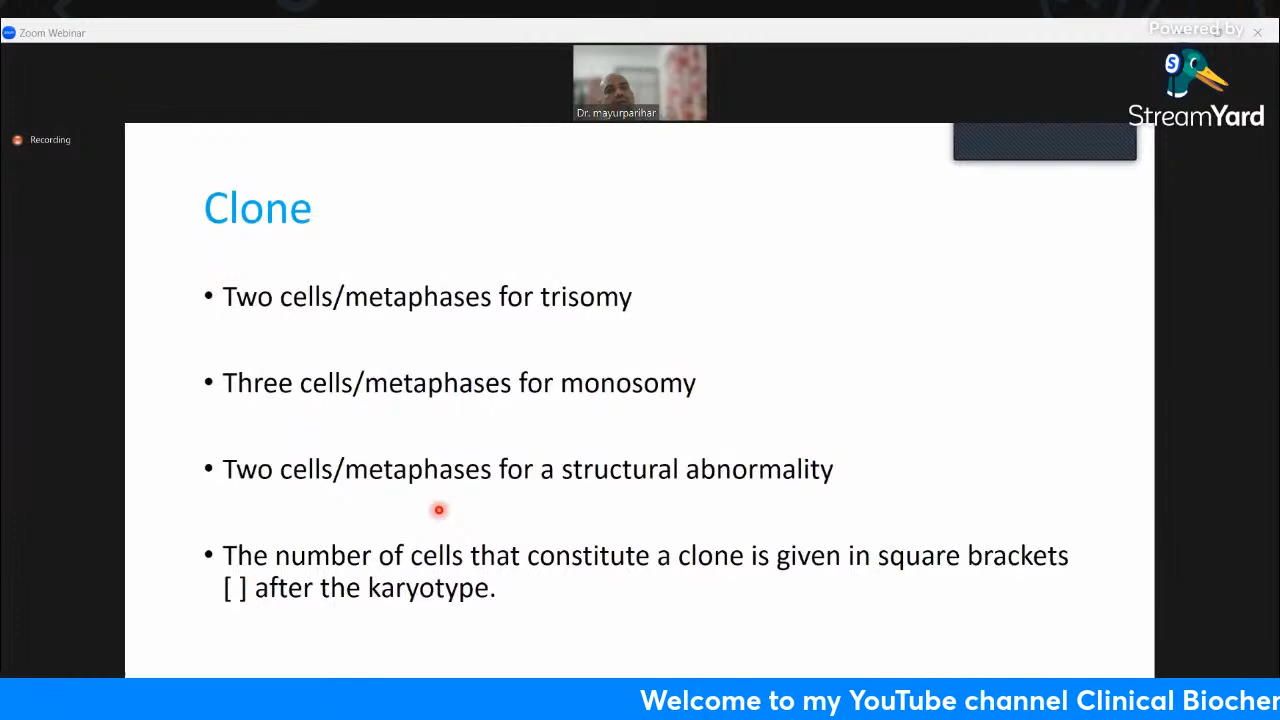 Zoom Webinar
Powered by
StreamYard
Dr. mayurparihar
Recording
Clone
• Two cells/metaphases for trisomy
• Three cells/metaphases for monosomy
• Two cells/metaphases for a structural abnormality
• The number of cells that constitute a clone is given in square brackets
[ ] after the karyotype.
Welcome to my YouTube channel Clinical Biocher